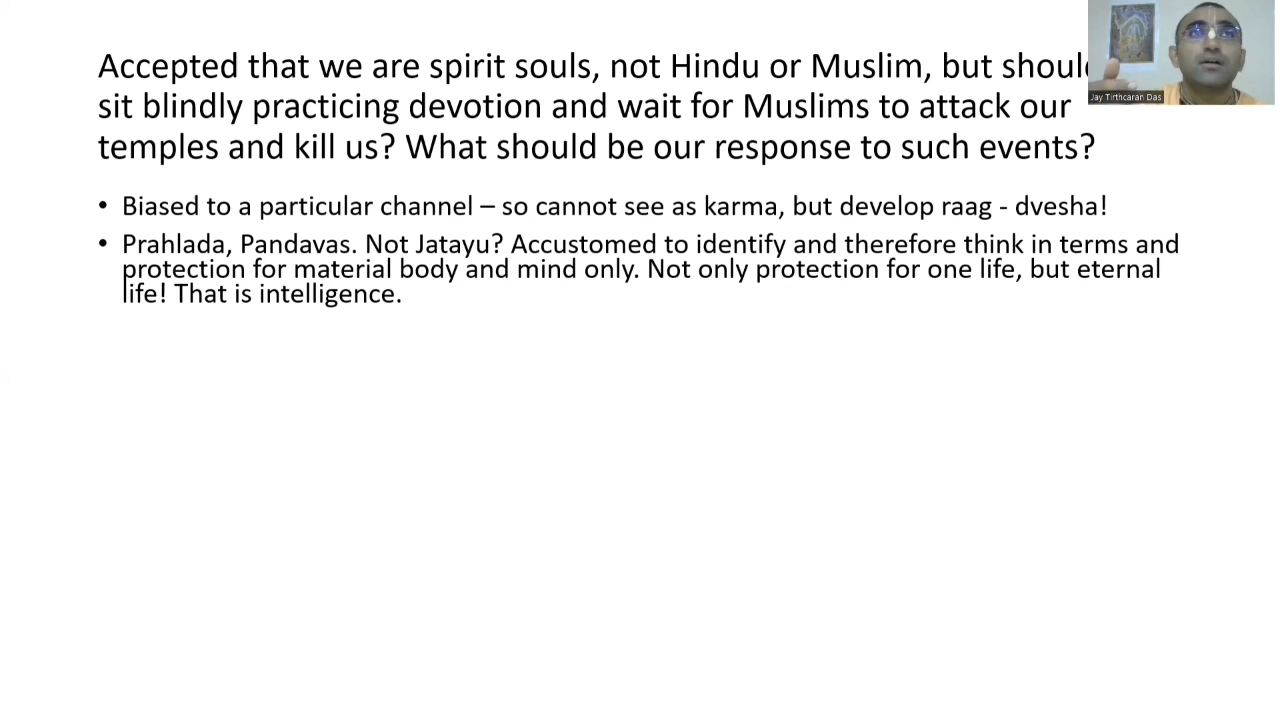 Accepted that we are spirit souls, not Hindu or Muslim, but
sit blindly practicing devotion and wait for Muslims to attack our
temples and kill us? What should be our response to such events?
• Biased to a particular channel – so cannot see as karma, but develop raag - dvesha!
• Prahlada, Pandavas. Not Jatayu? Accustomed to identify and therefore think in terms and
protection for material body and mind only. Not only protection for one life, but eternal
life! That is intelligence.
Jay Tirthcaran Das